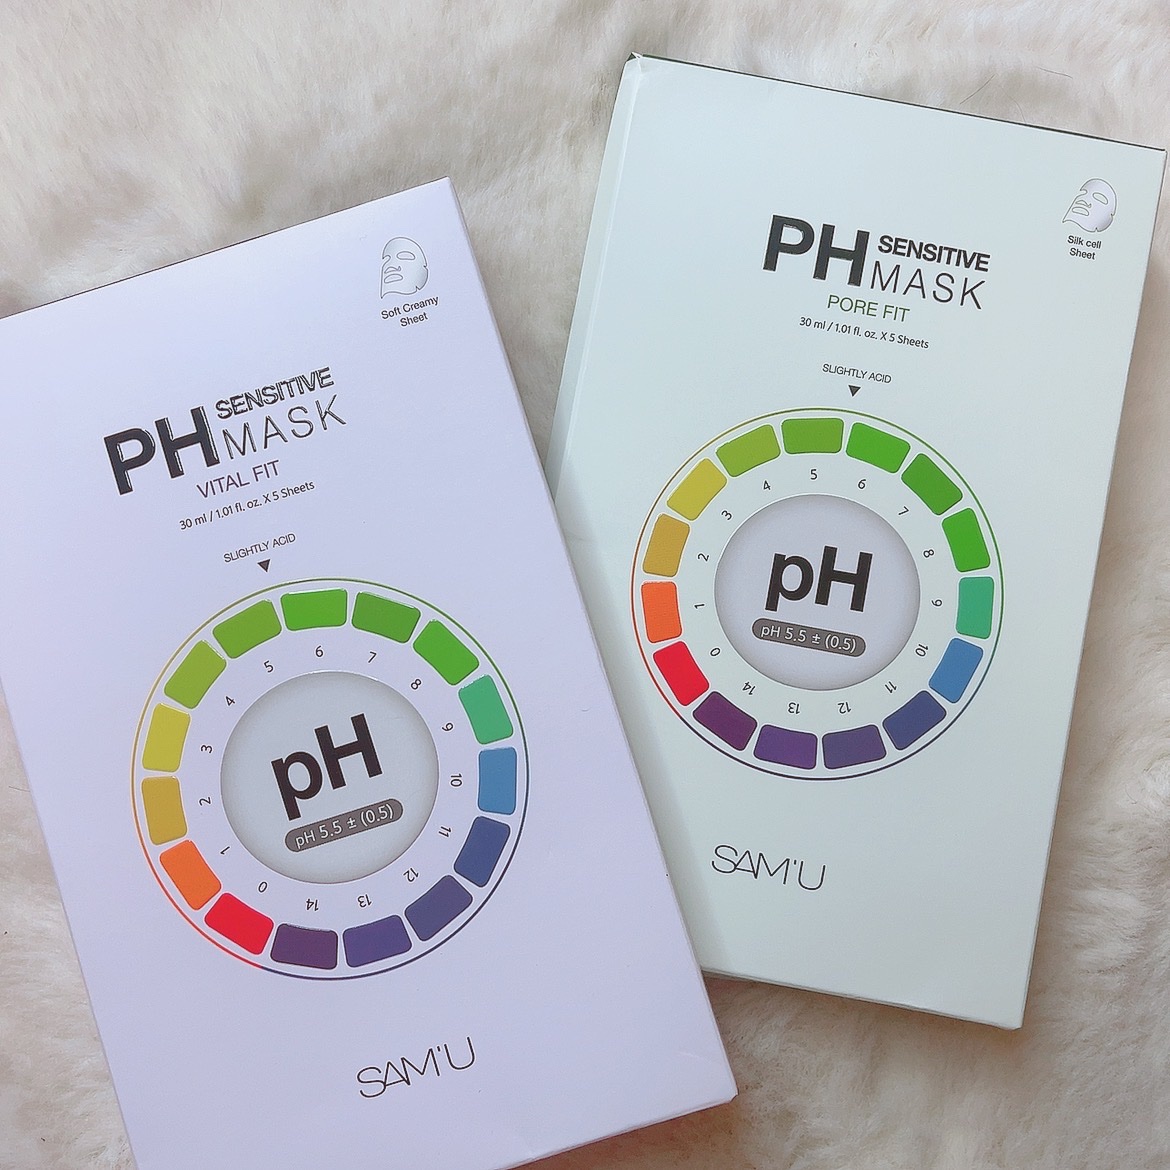 Soft Creamy
Sheet
PH SENSITIVE
MASK
VITAL FIT
30 ml / 1.01 fl. oz. X 5 Sheets
SLIGHTLY ACID
0 1 2 3 4 5 6 7 8 9 10 11 12 13 14
pH
pH 5.5 ± (0.5)
SAM'U
Silk cell
Sheet
PH SENSITIVE
MASK
PORE FIT
30 ml / 1.01 fl. oz. X 5 Sheets
SLIGHTLY ACID
0 1 2 3 4 5 6 7 8 9 10 11 12 13 14
pH
pH 5.5 ± (0.5)
SAM'U